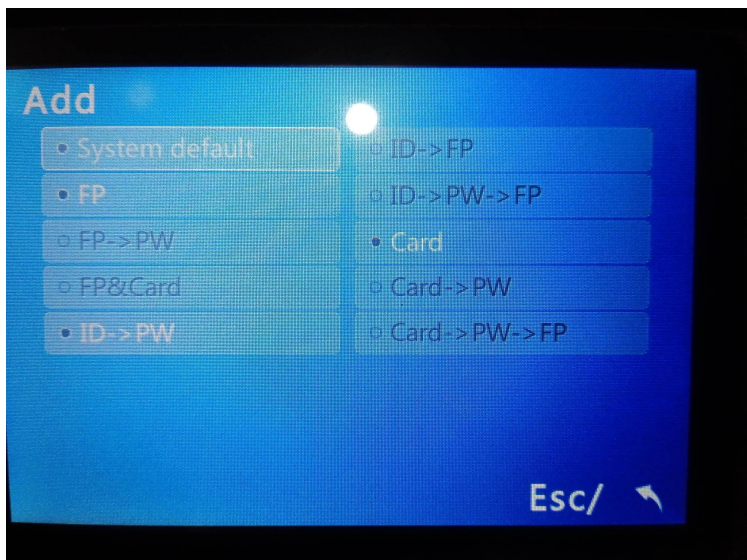 Add
System default
ID->FP
FP
ID->PW->FP
FP->PW
Card
FP&Card
Card->PW
ID->PW
Card->PW->FP
Esc/